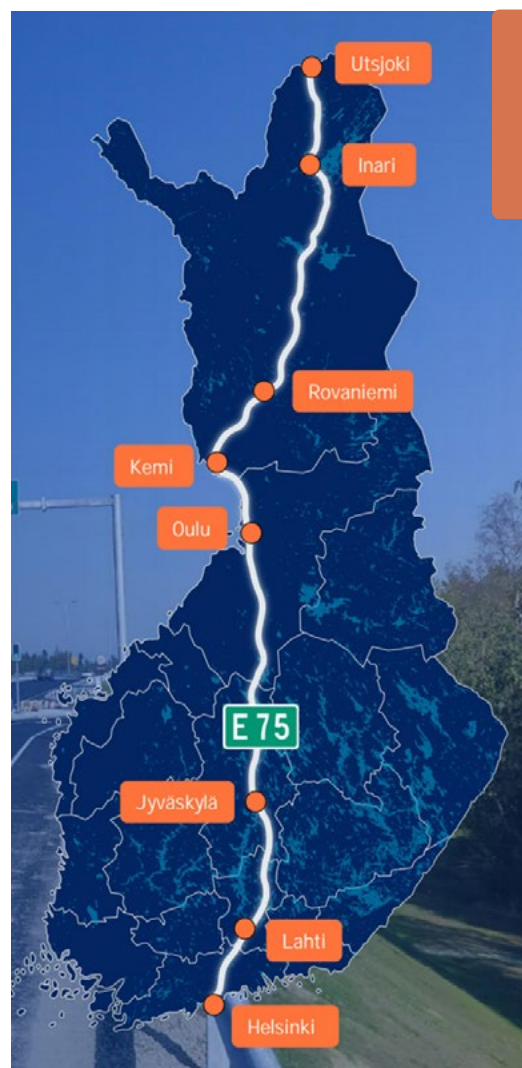 Utsjoki
Inari
Rovaniemi
Kemi
Oulu
E 75
Jyväskylä
Lahti
Helsinki